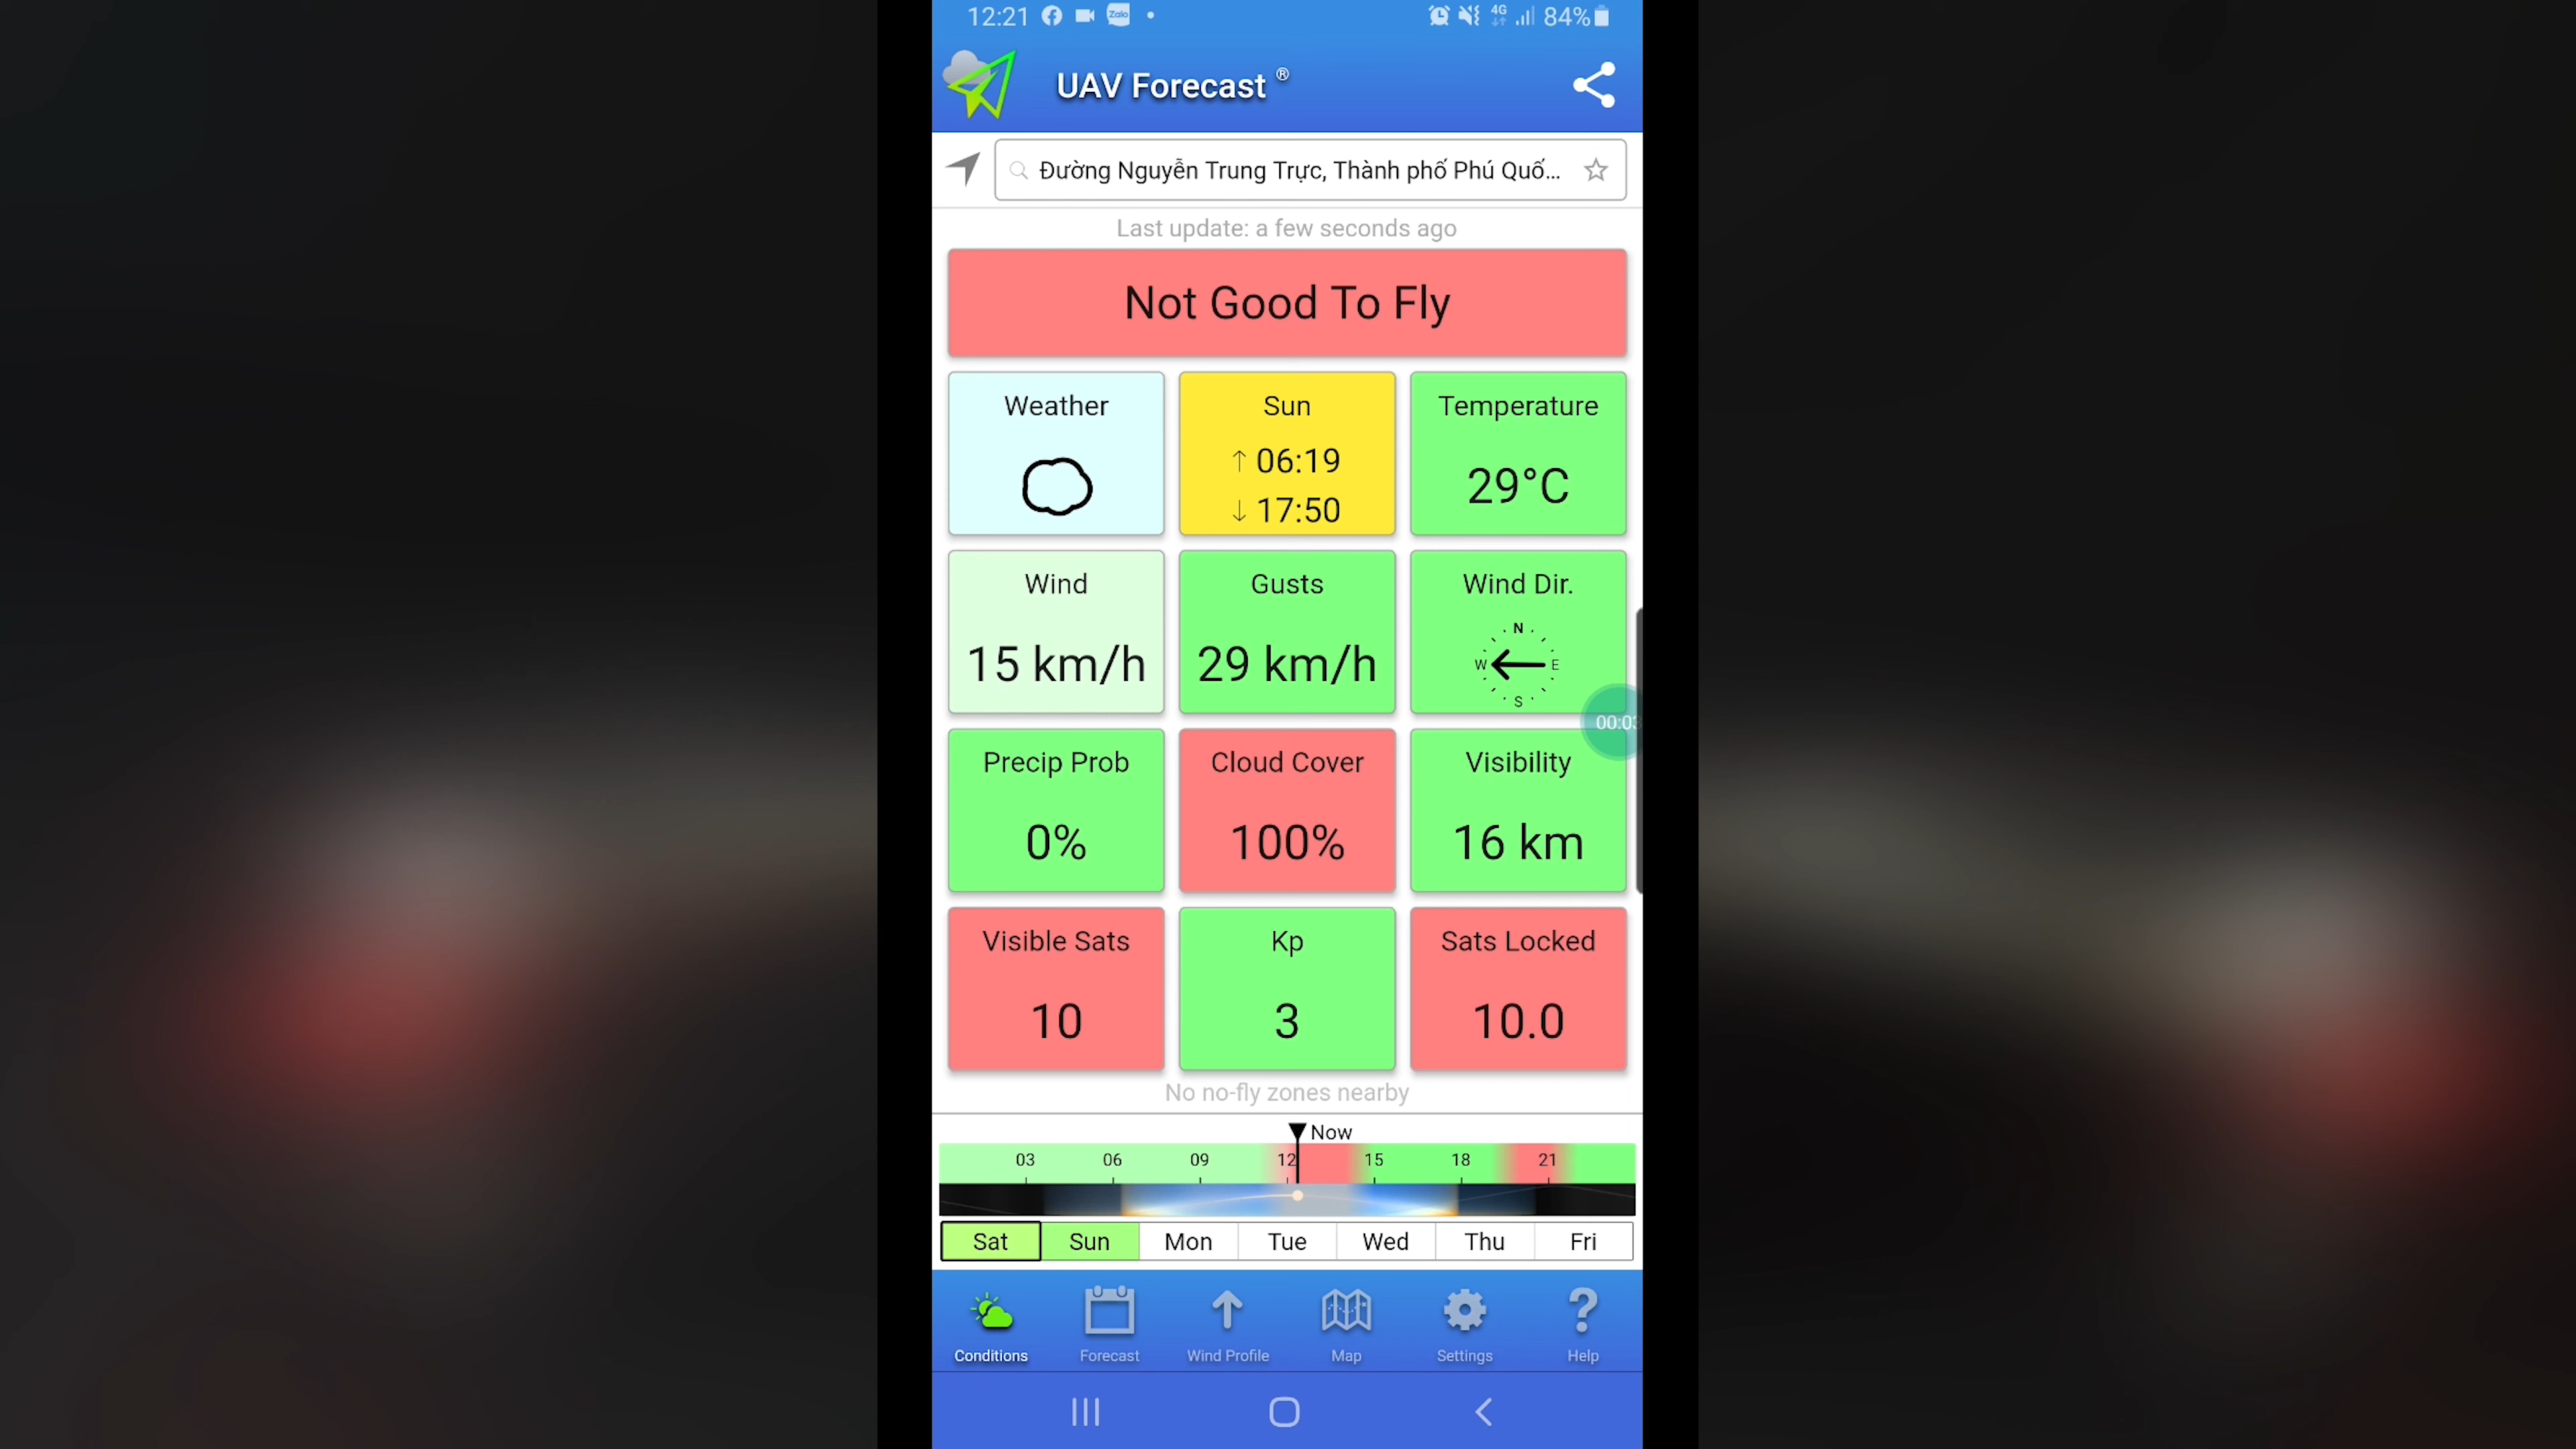 12:21 Zalo 4G 84%
UAV Forecast ®
Đường Nguyễn Trung Trực, Thành phố Phú Quố...
Last update: a few seconds ago
Not Good To Fly
Weather Sun Temperature
↑ 06:19
29°C
↓ 17:50
Wind Gusts Wind Dir.
N
15 km/h 29 km/h W E
S
00:03
Precip Prob Cloud Cover Visibility
0% 100% 16 km
Visible Sats Kp Sats Locked
10 3 10.0
No no-fly zones nearby
Now
03 06 09 12 15 18 21
Sat Sun Mon Tue Wed Thu Fri
Conditions Forecast Wind Profile Map Settings Help